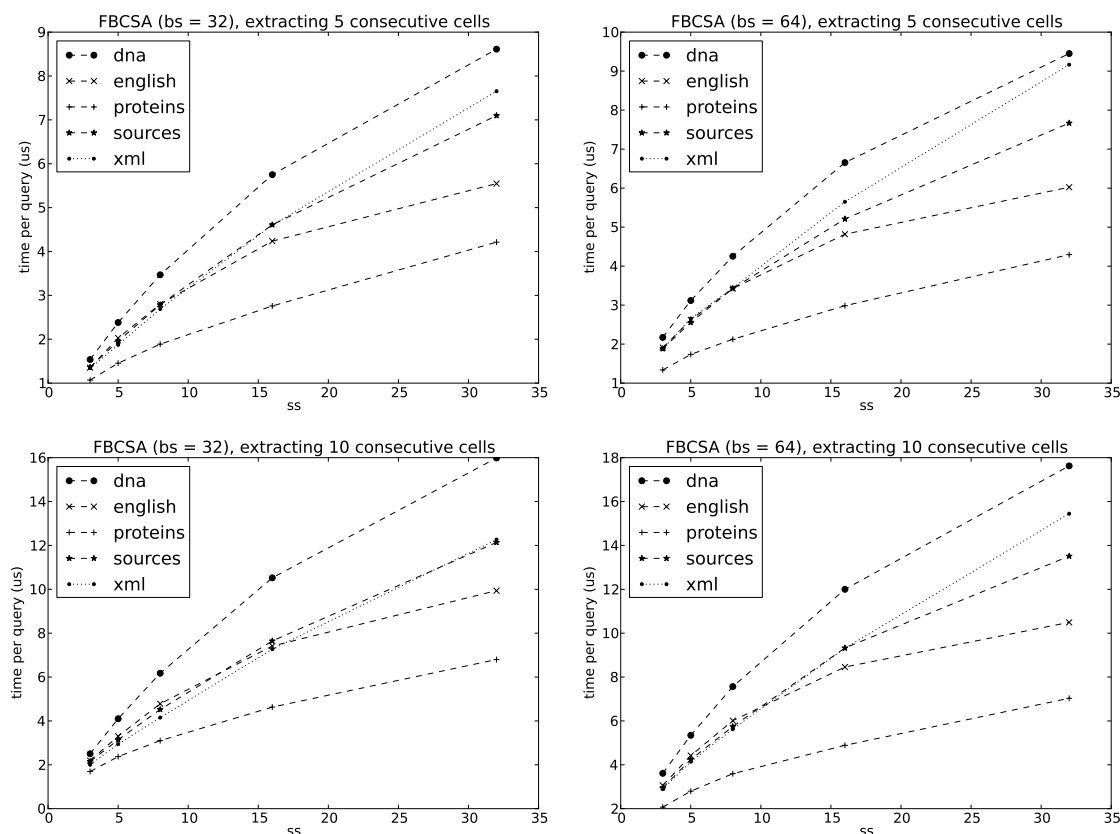 FBCSA (bs = 32), extracting 5 consecutive cells
9
8
7
6
5
4
3
2
1
time per query (us)
dna
english
proteins
sources
xml
0 5 10 15 20 25 30 35
ss
FBCSA (bs = 64), extracting 5 consecutive cells
10
9
8
7
6
5
4
3
2
1
time per query (us)
dna
english
proteins
sources
xml
0 5 10 15 20 25 30 35
ss
FBCSA (bs = 32), extracting 10 consecutive cells
16
14
12
10
8
6
4
2
0
time per query (us)
dna
english
proteins
sources
xml
0 5 10 15 20 25 30 35
ss
FBCSA (bs = 64), extracting 10 consecutive cells
18
16
14
12
10
8
6
4
2
time per query (us)
dna
english
proteins
sources
xml
0 5 10 15 20 25 30 35
ss